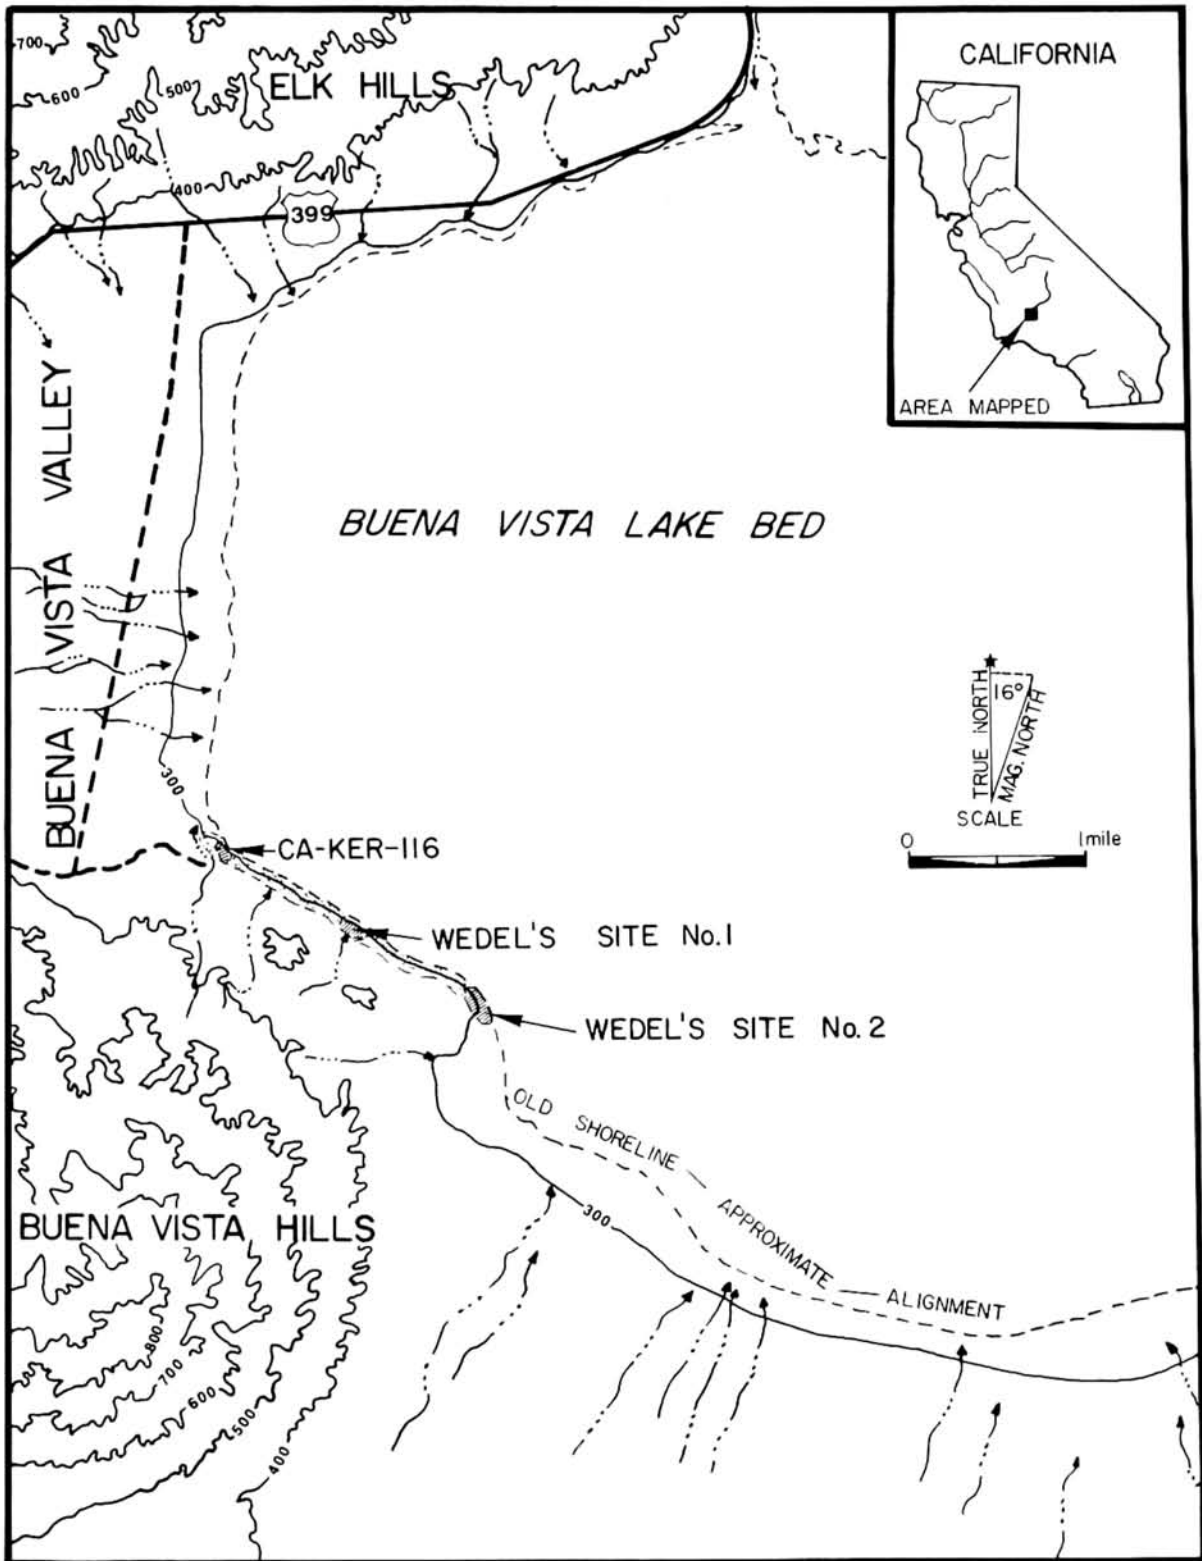 700
600
500
ELK HILLS
400
399
CALIFORNIA
AREA MAPPED
BUENA VISTA VALLEY
BUENA VISTA LAKE BED
TRUE NORTH
16°
MAG. NORTH
SCALE
0 1 mile
300
CA-KER-116
WEDEL'S SITE No. 1
WEDEL'S SITE No. 2
OLD SHORELINE — APPROXIMATE — ALIGNMENT
300
BUENA VISTA HILLS
800
700
600
500
400